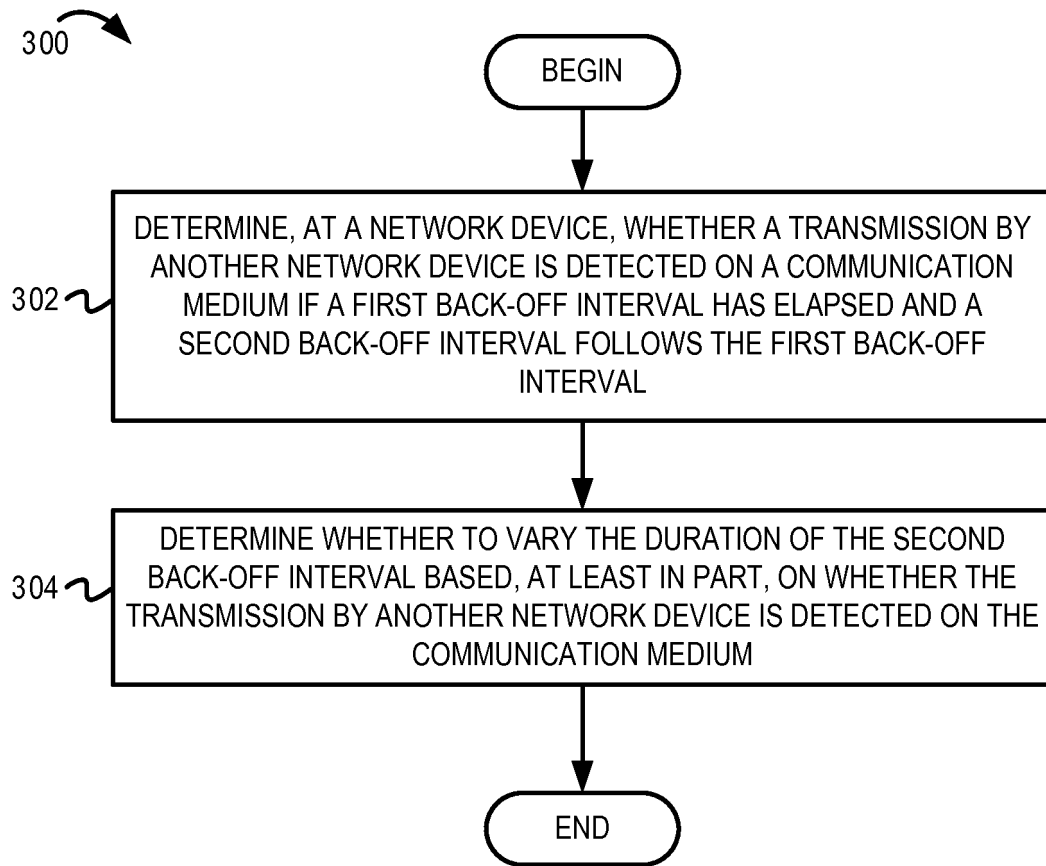 300
BEGIN
DETERMINE, AT A NETWORK DEVICE, WHETHER A TRANSMISSION BY
ANOTHER NETWORK DEVICE IS DETECTED ON A COMMUNICATION
MEDIUM IF A FIRST BACK-OFF INTERVAL HAS ELAPSED AND A
SECOND BACK-OFF INTERVAL FOLLOWS THE FIRST BACK-OFF
INTERVAL
302
DETERMINE WHETHER TO VARY THE DURATION OF THE SECOND
BACK-OFF INTERVAL BASED, AT LEAST IN PART, ON WHETHER THE
TRANSMISSION BY ANOTHER NETWORK DEVICE IS DETECTED ON THE
COMMUNICATION MEDIUM
304
END